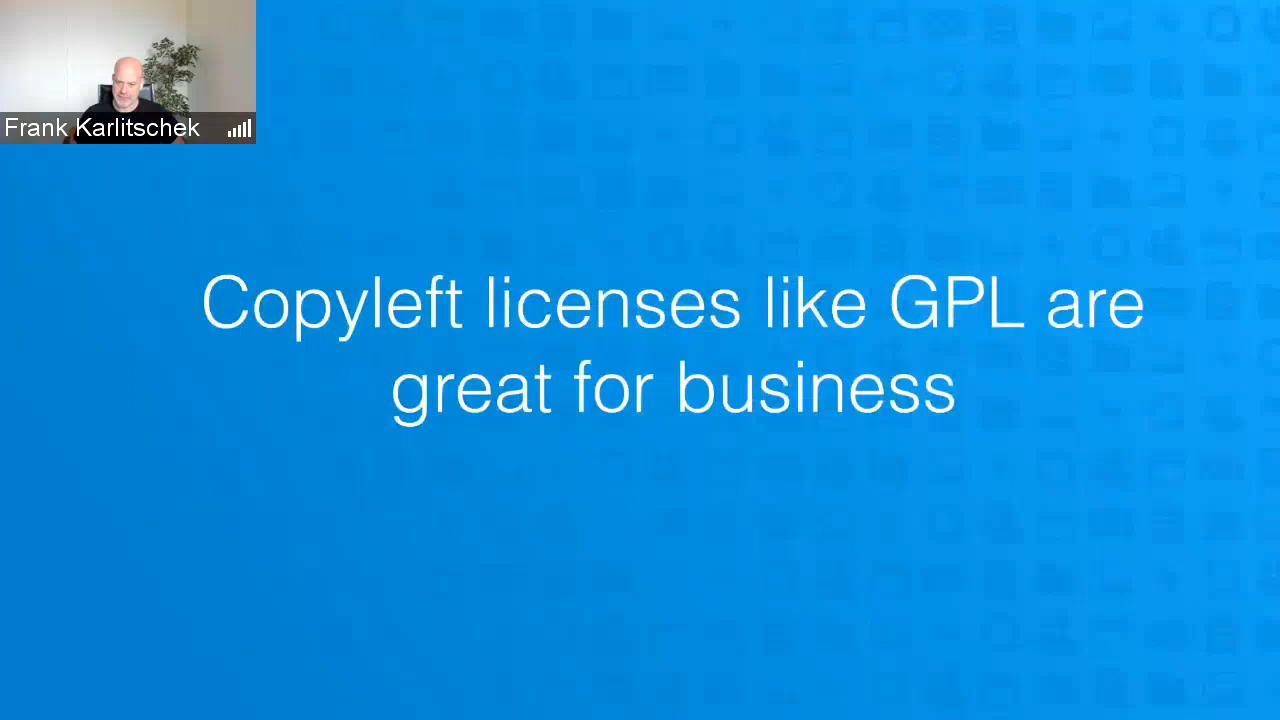 Frank Karlitschek
Copyleft licenses like GPL are
great for business